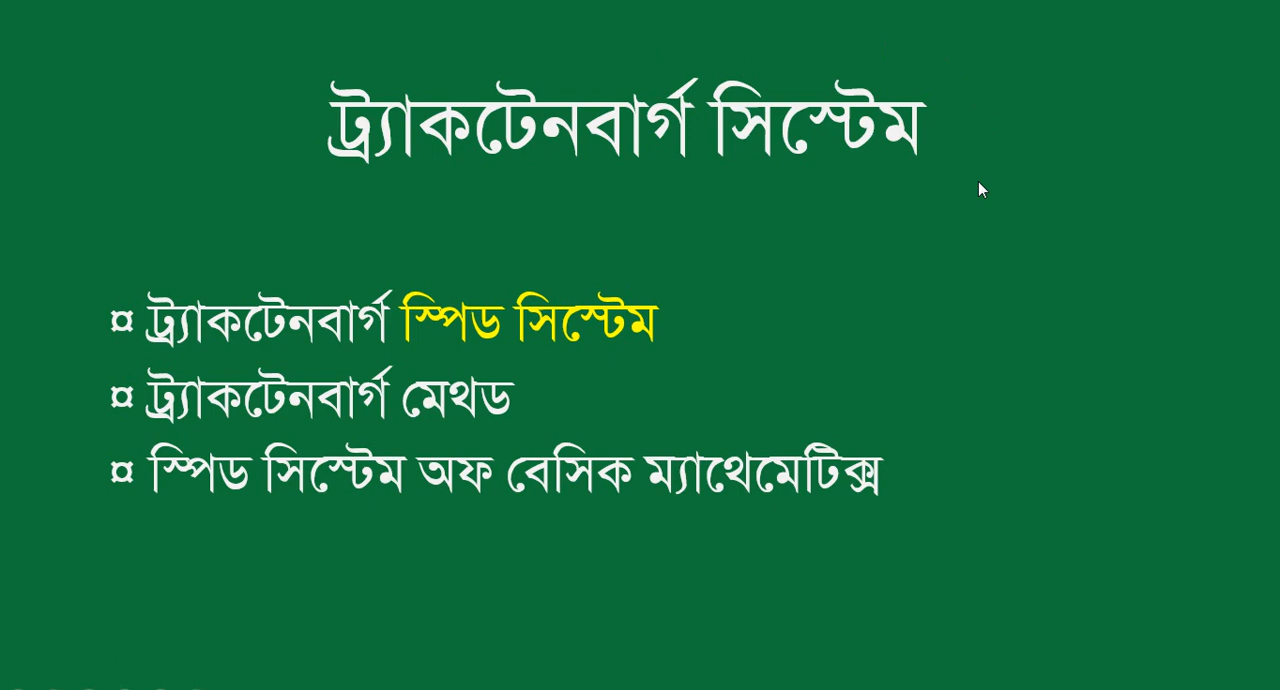 ট্র্যাকটেনবার্গ সিস্টেম
¤ ট্র্যাকটেনবার্গ স্পিড সিস্টেম
¤ ট্র্যাকটেনবার্গ মেথড
¤ স্পিড সিস্টেম অফ বেসিক ম্যাথেমেটিক্স